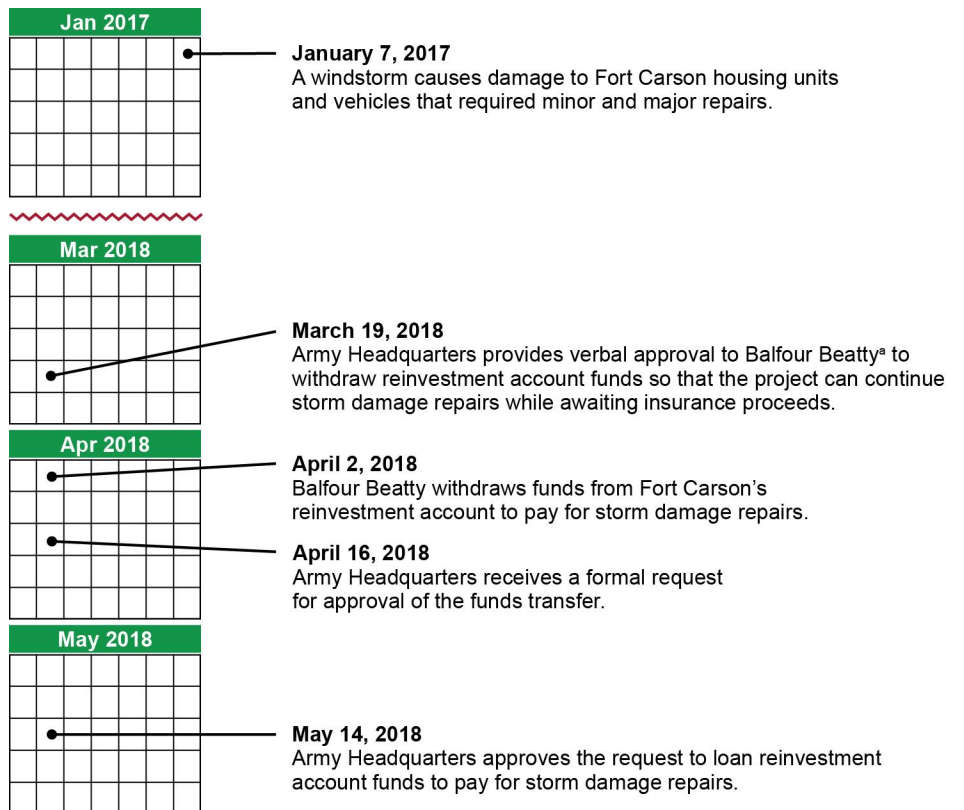 Jan 2017
January 7, 2017
A windstorm causes damage to Fort Carson housing units
and vehicles that required minor and major repairs.
Mar 2018
March 19, 2018
Army Headquarters provides verbal approval to Balfour Beattyᵃ to
withdraw reinvestment account funds so that the project can continue
storm damage repairs while awaiting insurance proceeds.
Apr 2018
April 2, 2018
Balfour Beatty withdraws funds from Fort Carson’s
reinvestment account to pay for storm damage repairs.
April 16, 2018
Army Headquarters receives a formal request
for approval of the funds transfer.
May 2018
May 14, 2018
Army Headquarters approves the request to loan reinvestment
account funds to pay for storm damage repairs.